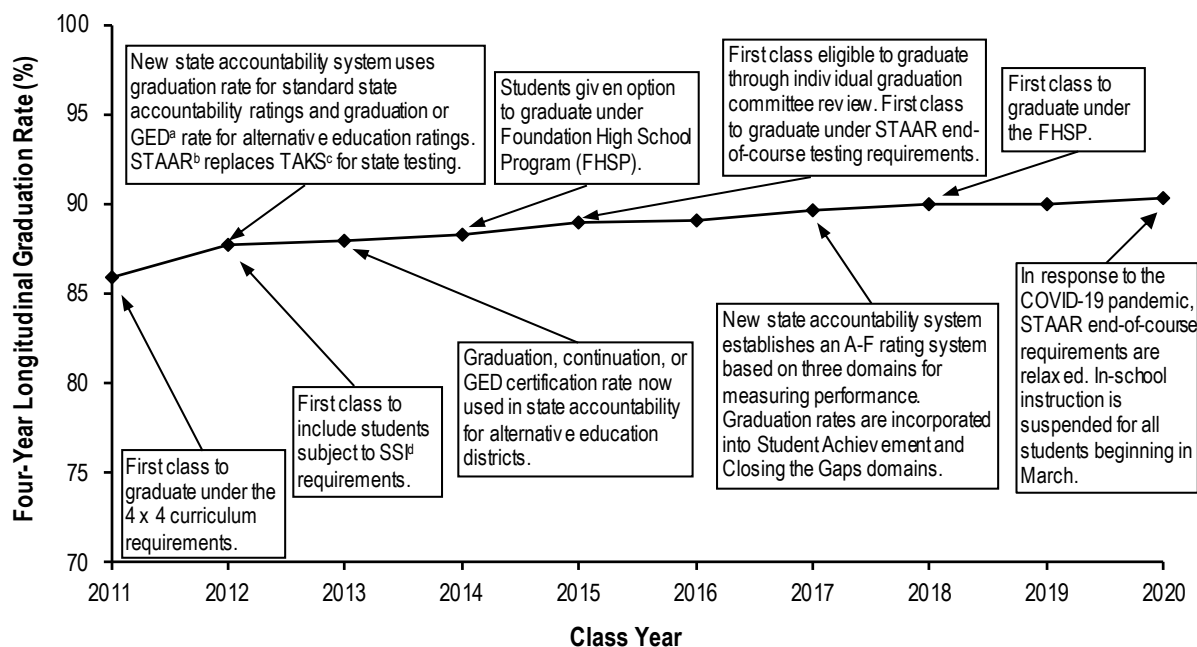 Four-Year Longitudinal Graduation Rate (%)
100
95
90
85
80
75
70
New state accountability system uses
graduation rate for standard state
accountability ratings and graduation or
GEDᵃ rate for alternative education ratings.
STAARᵇ replaces TAKSᶜ for state testing.
Students given option
to graduate under
Foundation High School
Program (FHSP).
First class eligible to graduate
through individual graduation
committee review. First class
to graduate under STAAR end-
of-course testing requirements.
First class to
graduate under
the FHSP.
First class to
graduate under the
4 x 4 curriculum
requirements.
First class to
include students
subject to SSIᵈ
requirements.
Graduation, continuation, or
GED certification rate now
used in state accountability
for alternative education
districts.
New state accountability system
establishes an A-F rating system
based on three domains for
measuring performance.
Graduation rates are incorporated
into Student Achievement and
Closing the Gaps domains.
In response to the
COVID-19 pandemic,
STAAR end-of-course
requirements are
relaxed. In-school
instruction is
suspended for all
students beginning in
March.
2011 2012 2013 2014 2015 2016 2017 2018 2019 2020
Class Year